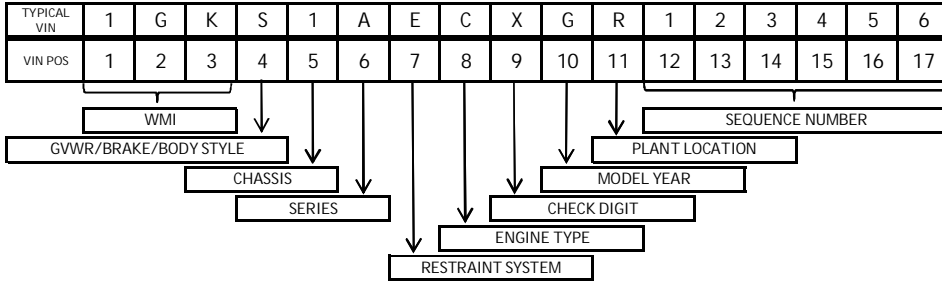 TYPICAL VIN 1 G K S 1 A E C X G R 1 2 3 4 5 6
VIN POS 1 2 3 4 5 6 7 8 9 10 11 12 13 14 15 16 17
WMI SEQUENCE NUMBER
GVWR/BRAKE/BODY STYLE PLANT LOCATION
CHASSIS MODEL YEAR
SERIES CHECK DIGIT
ENGINE TYPE
RESTRAINT SYSTEM